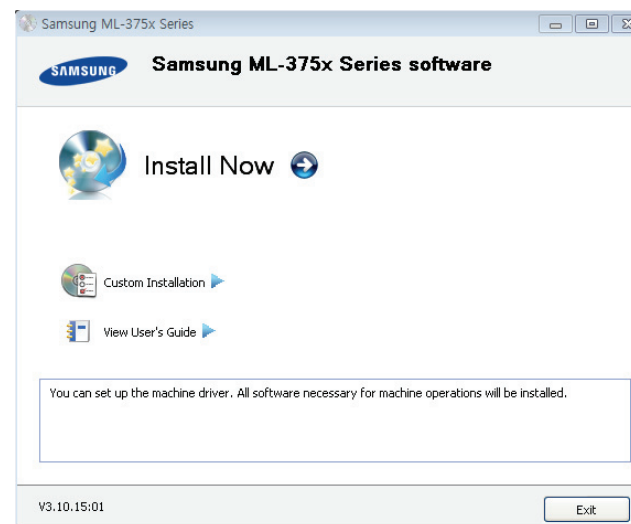 Samsung ML-375x Series
SAMSUNG
Samsung ML-375x Series software
Install Now
Custom Installation
View User's Guide
You can set up the machine driver. All software necessary for machine operations will be installed.
V3.10.15:01
Exit